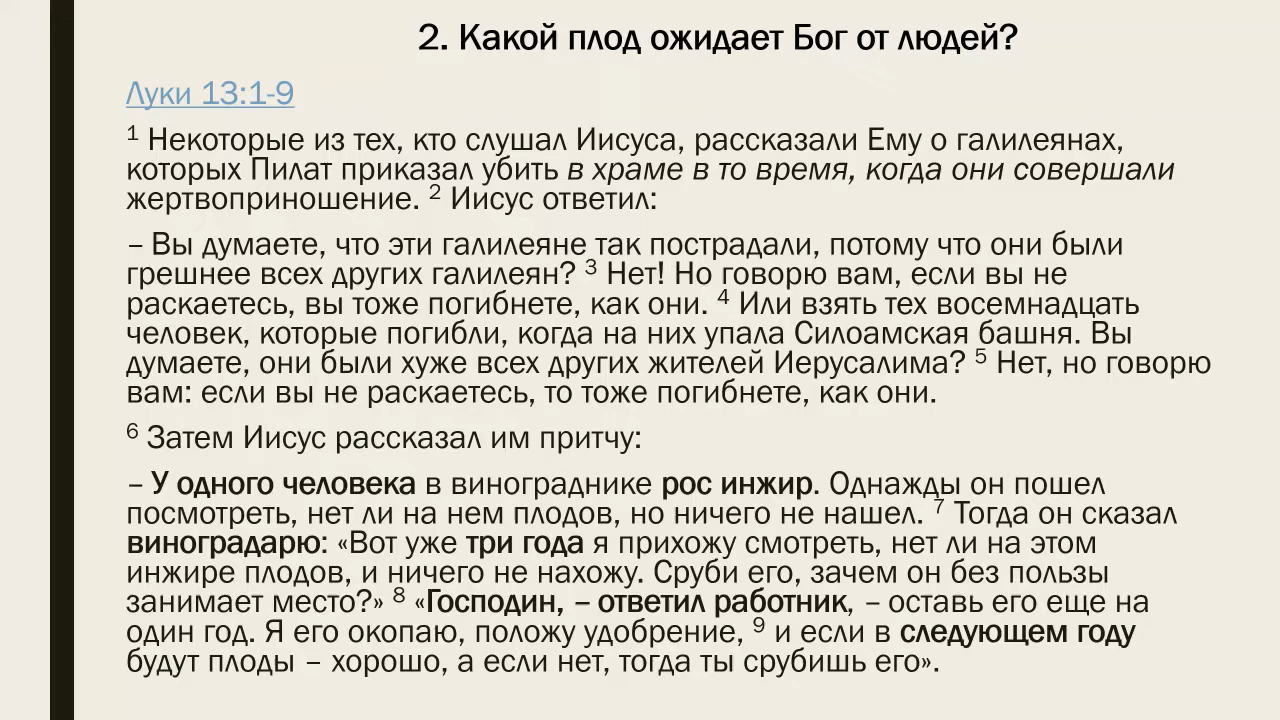 2. Какой плод ожидает Бог от людей?
Луки 13:1-9
1 Некоторые из тех, кто слушал Иисуса, рассказали Ему о галилеянах,
которых Пилат приказал убить в храме в то время, когда они совершали
жертвоприношение. 2 Иисус ответил:
– Вы думаете, что эти галилеяне так пострадали, потому что они были
грешнее всех других галилеян? 3 Нет! Но говорю вам, если вы не
раскаетесь, вы тоже погибнете, как они. 4 Или взять тех восемнадцать
человек, которые погибли, когда на них упала Силоамская башня. Вы
думаете, они были хуже всех других жителей Иерусалима? 5 Нет, но говорю
вам: если вы не раскаетесь, то тоже погибнете, как они.
6 Затем Иисус рассказал им притчу:
– У одного человека в винограднике рос инжир. Однажды он пошел
посмотреть, нет ли на нем плодов, но ничего не нашел. 7 Тогда он сказал
виноградарю: «Вот уже три года я прихожу смотреть, нет ли на этом
инжире плодов, и ничего не нахожу. Сруби его, зачем он без пользы
занимает место?» 8 «Господин, – ответил работник, – оставь его еще на
один год. Я его окопаю, положу удобрение, 9 и если в следующем году
будут плоды – хорошо, а если нет, тогда ты срубишь его».